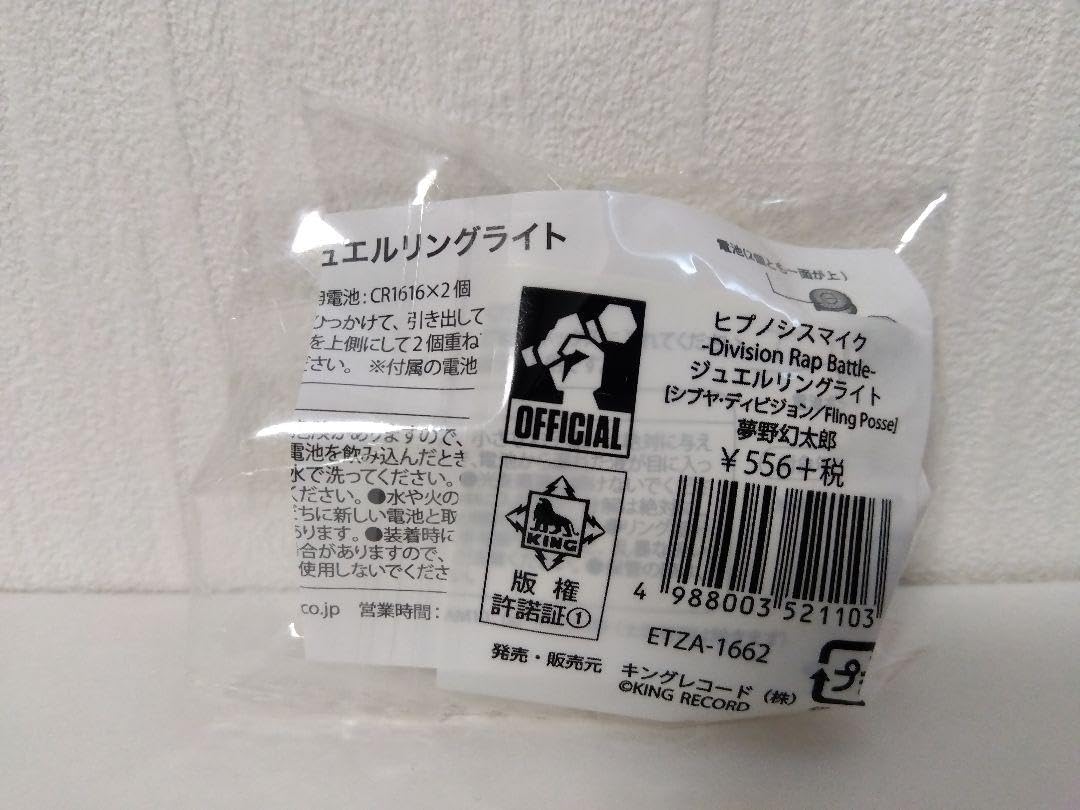 ュエルリングライト
電池：CR1616×2個
ひっかけて、引き出して
を上側にして2個重ね
ださい。 ※付属の電池
がありますので、
電池を飲み込んだとき
水で洗ってください。
ください。●水や火の
ちに新しい電池と取
ります。●装着時に
合がありますので、
使用しないでくださ
co.jp 営業時間：
電池(2個とも一面が上)
OFFICIAL
KING
版権
許諾証①
ヒプノシスマイク
-Division Rap Battle-
ジュエルリングライト
[シブヤ・ディビジョン/Fling Posse]
夢野幻太郎
¥556+税
4 988003 521103
ETZA-1662
発売・販売元 キングレコード(株)
©KING RECORD
プ